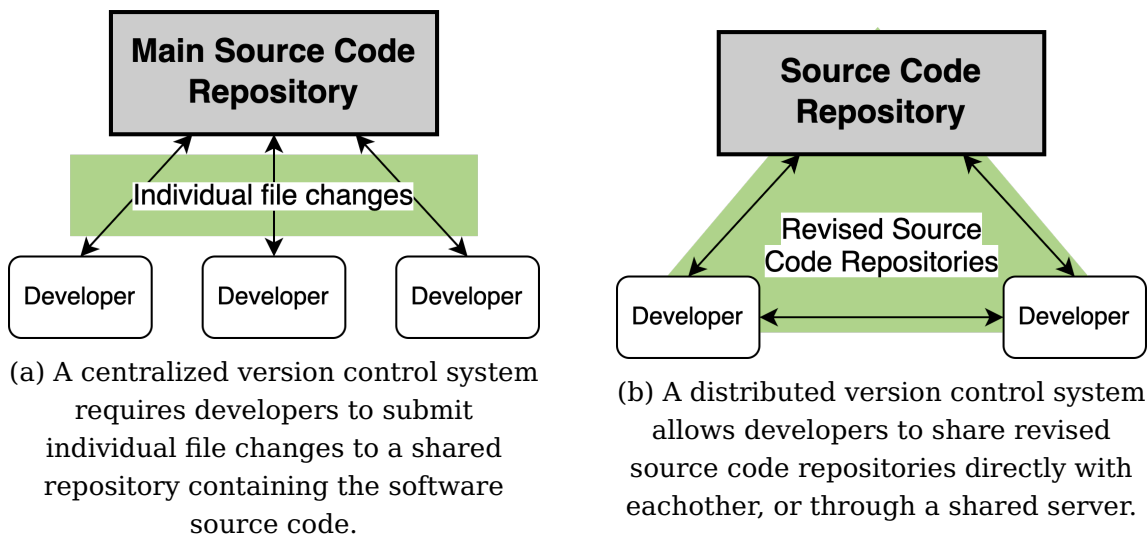 Main Source Code
Repository
Individual file changes
Developer
Developer
Developer
(a) A centralized version control system
requires developers to submit
individual file changes to a shared
repository containing the software
source code.
Source Code
Repository
Revised Source
Code Repositories
Developer
Developer
(b) A distributed version control system
allows developers to share revised
source code repositories directly with
eachother, or through a shared server.